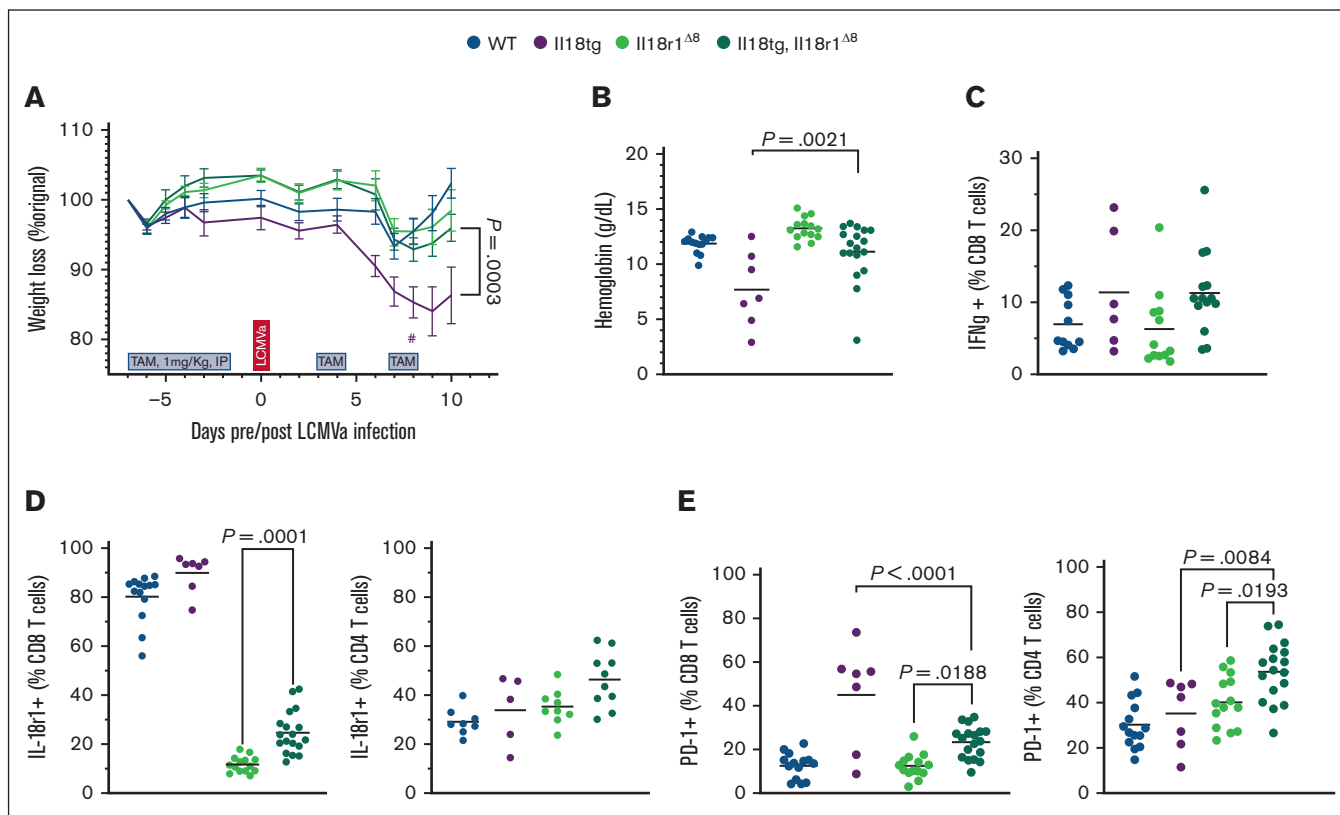 WT Il18tg Il18r1Δ8 Il18tg, Il18r1Δ8
A
Weight loss (%orignal)
110
100
90
80
P = .0003
#
TAM, 1mg/Kg, IP
LCMVa
TAM
TAM
−5 0 5 10
Days pre/post LCMVa infection
B
P = .0021
Hemoglobin (g/dL)
20
15
10
5
0
C
IFNg + (% CD8 T cells)
30
20
10
0
D
P = .0001
IL-18r1+ (% CD8 T cells)
100
80
60
40
20
0
IL-18r1+ (% CD4 T cells)
100
80
60
40
20
0
E
P < .0001
P = .0188
PD-1+ (% CD8 T cells)
100
80
60
40
20
0
P = .0084
P = .0193
PD-1+ (% CD4 T cells)
100
80
60
40
20
0